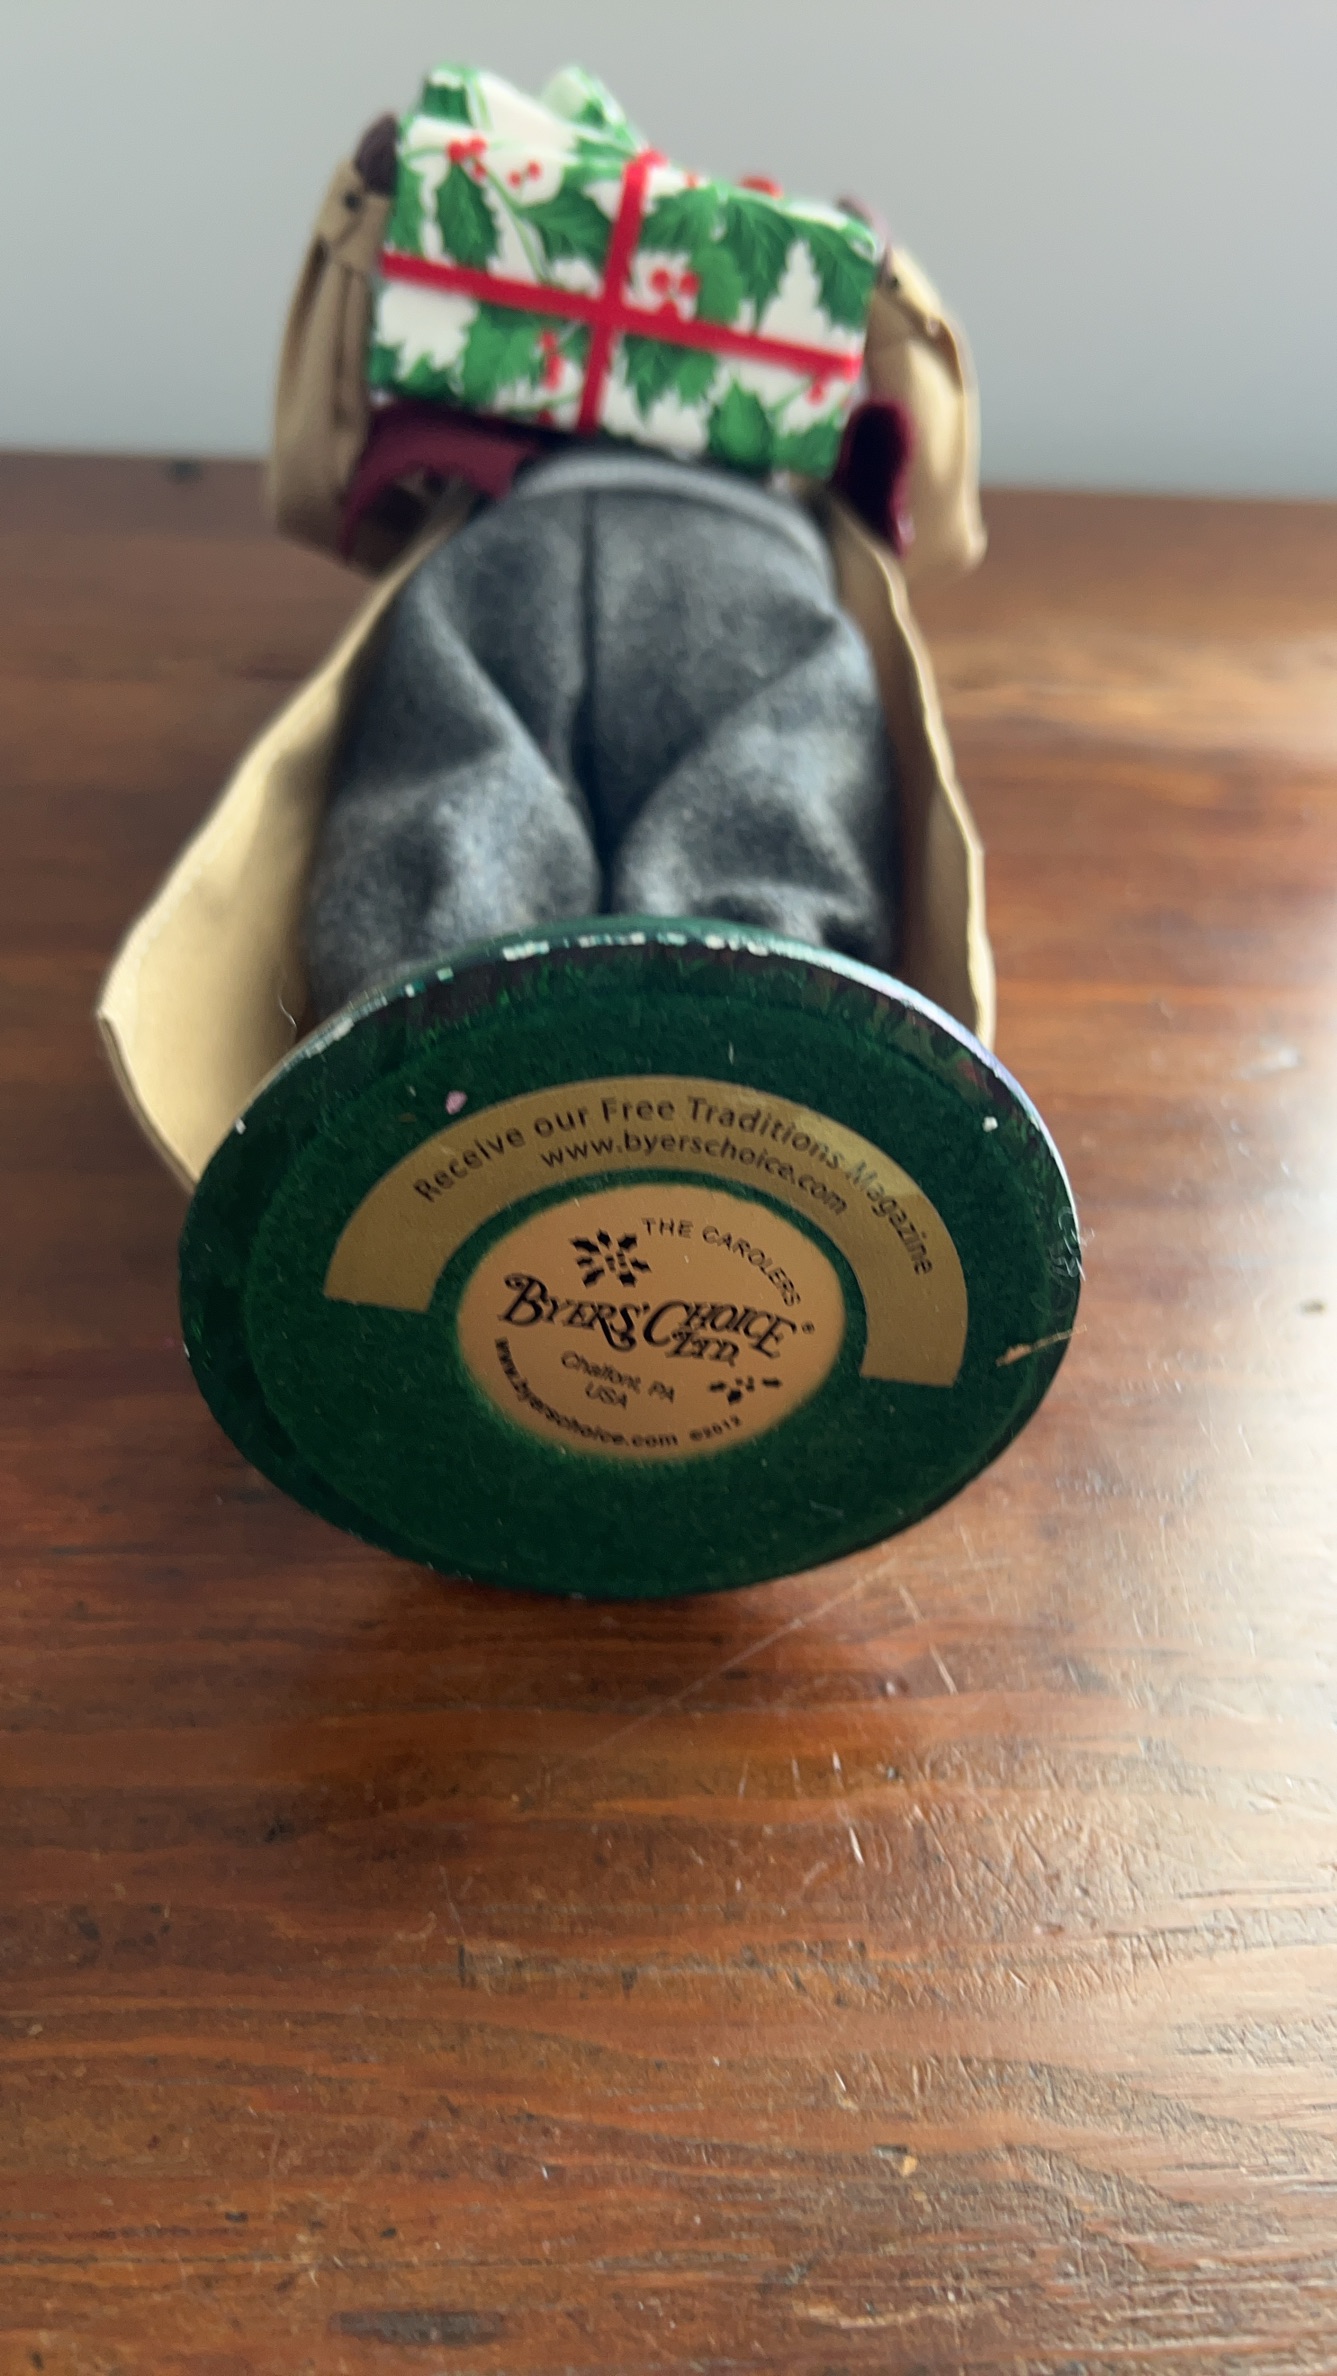 Receive our Free Traditions Magazine
www.byerschoice.com
THE CAROLERS
BYERS' CHOICE ®
LTD.
Chalfont, PA
USA
www.byerschoice.com ©2012